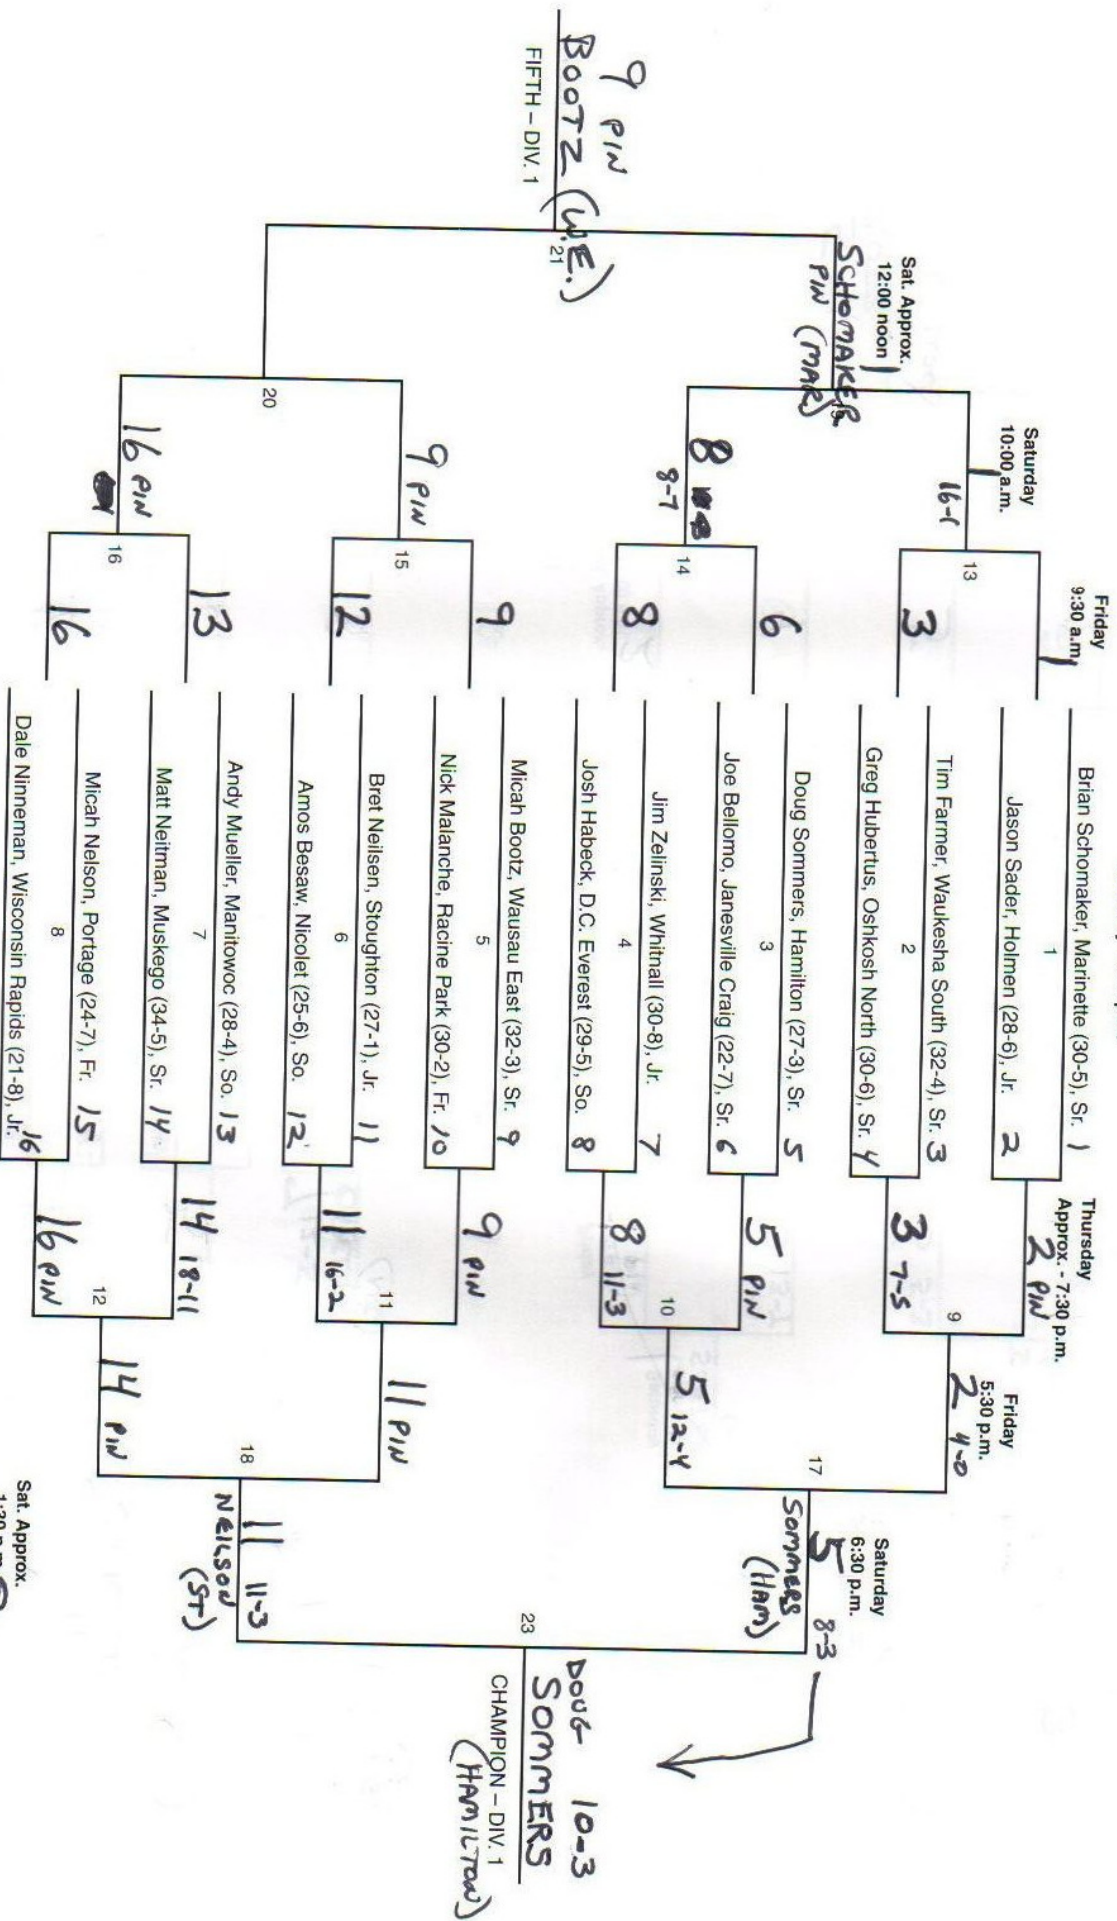 Friday
9:30 a.m.
1
Saturday
10:00 a.m.
1
16-1
Sat. Approx.
12:00 noon
1
SCHOMAKER
PIN (MAR)
19
13
3
14
6
8
8
8-7
9 PIN
BOOTZ (W.E.)
FIFTH – DIV. 1
21
20
15
9
12
9 PIN
16
13
16
16 PIN
Brian Schomaker, Marinette (30-5), Sr. 1
1
Jason Sader, Holmen (28-6), Jr. 2
Tim Farmer, Waukesha South (32-4), Sr. 3
2
Greg Hubertus, Oshkosh North (30-6), Sr. 4
Doug Sommers, Hamilton (27-3), Sr. 5
3
Joe Bellomo, Janesville Craig (22-7), Sr. 6
Jim Zelinski, Whitnall (30-8), Jr. 7
4
Josh Habeck, D.C. Everest (29-5), So. 8
Micah Bootz, Wausau East (32-3), Sr. 9
5
Nick Malanche, Racine Park (30-2), Fr. 10
Bret Neilsen, Stoughton (27-1), Jr. 11
6
Amos Besaw, Nicolet (25-6), So. 12
Andy Mueller, Manitowoc (28-4), So. 13
7
Matt Neitman, Muskego (34-5), Sr. 14
Micah Nelson, Portage (24-7), Fr. 15
8
Dale Ninneman, Wisconsin Rapids (21-8), Jr. 16
Thursday
Approx. - 7:30 p.m.
2 PIN
9
3 7-5
5 PIN
10
8 11-3
9 PIN
11
11 16-2
14 18-11
12
16 PIN
Friday
5:30 p.m.
2 4-0
17
5 12-4
11 PIN
18
14 PIN
Saturday
6:30 p.m.
5 8-3
SOMMERS
(HAM)
11 11-3
NEILSON
(ST)
23
DOUG 10-3
SOMMERS
CHAMPION – DIV. 1
(HAMILTON)
Sat. Approx.